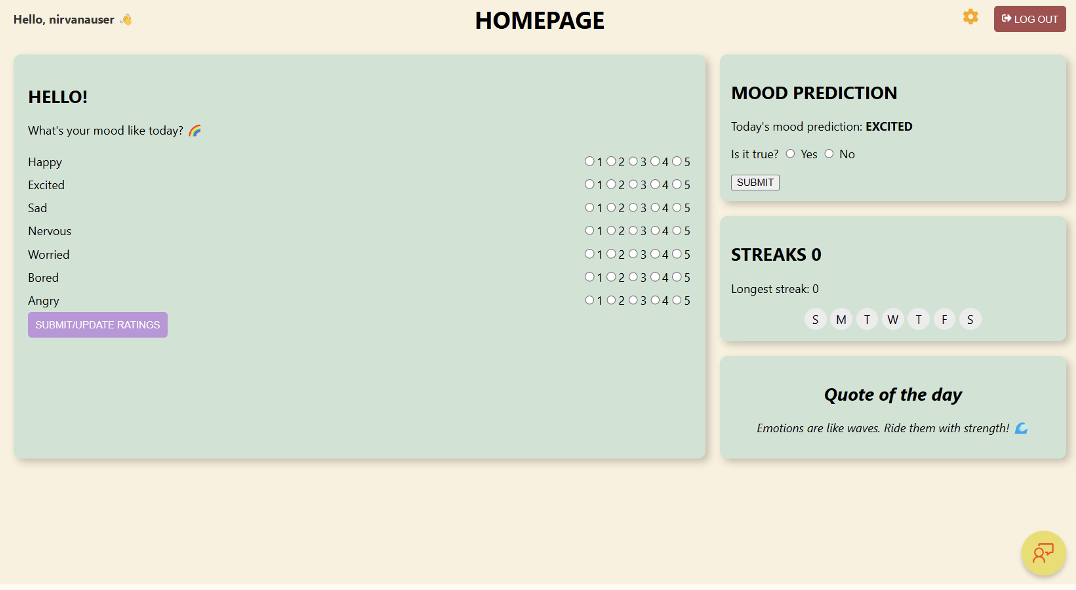 Hello, nirvanauser 👋
HOMEPAGE
LOG OUT
HELLO!
What's your mood like today? 🌈
Happy 1 2 3 4 5
Excited 1 2 3 4 5
Sad 1 2 3 4 5
Nervous 1 2 3 4 5
Worried 1 2 3 4 5
Bored 1 2 3 4 5
Angry 1 2 3 4 5
SUBMIT/UPDATE RATINGS
MOOD PREDICTION
Today's mood prediction: EXCITED
Is it true? Yes No
SUBMIT
STREAKS 0
Longest streak: 0
S M T W T F S
Quote of the day
Emotions are like waves. Ride them with strength! 🌊